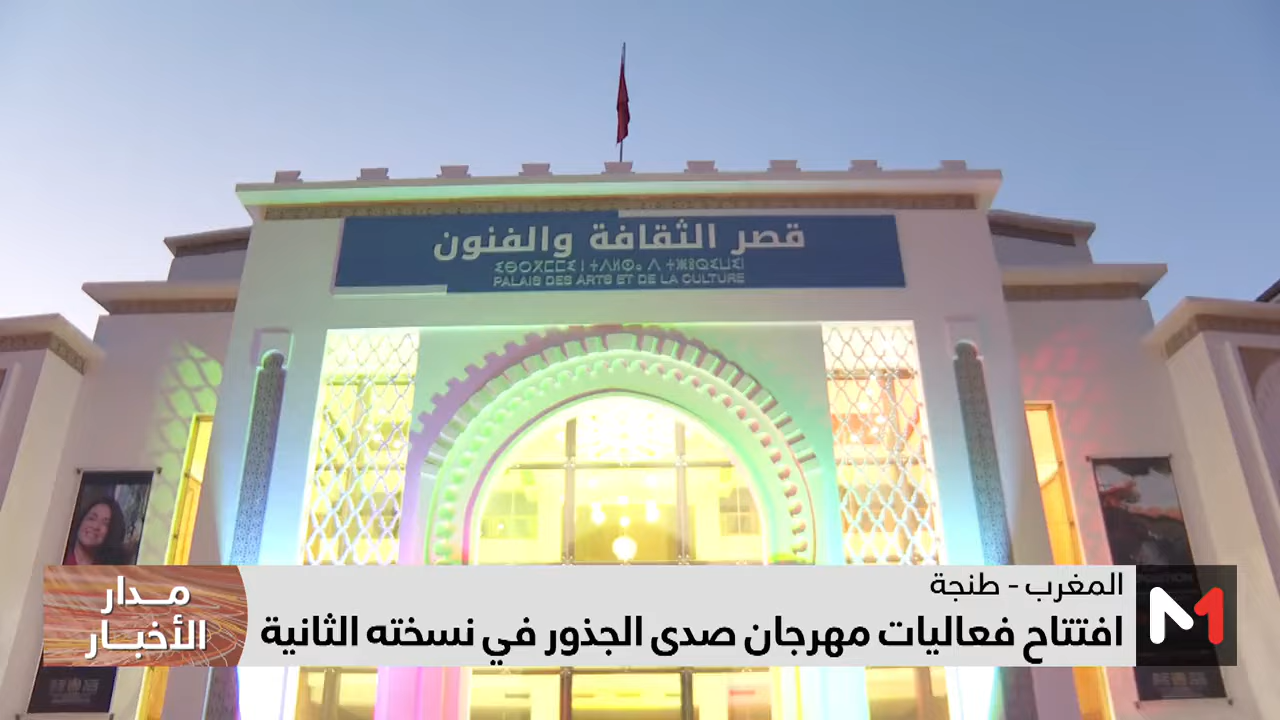 قصر الثقافة والفنون
PALAIS DES ARTS ET DE LA CULTURE
المغرب - طنجة
افتتاح فعاليات مهرجان صدى الجذور في نسخته الثانية
مدار
الأخبار
M1